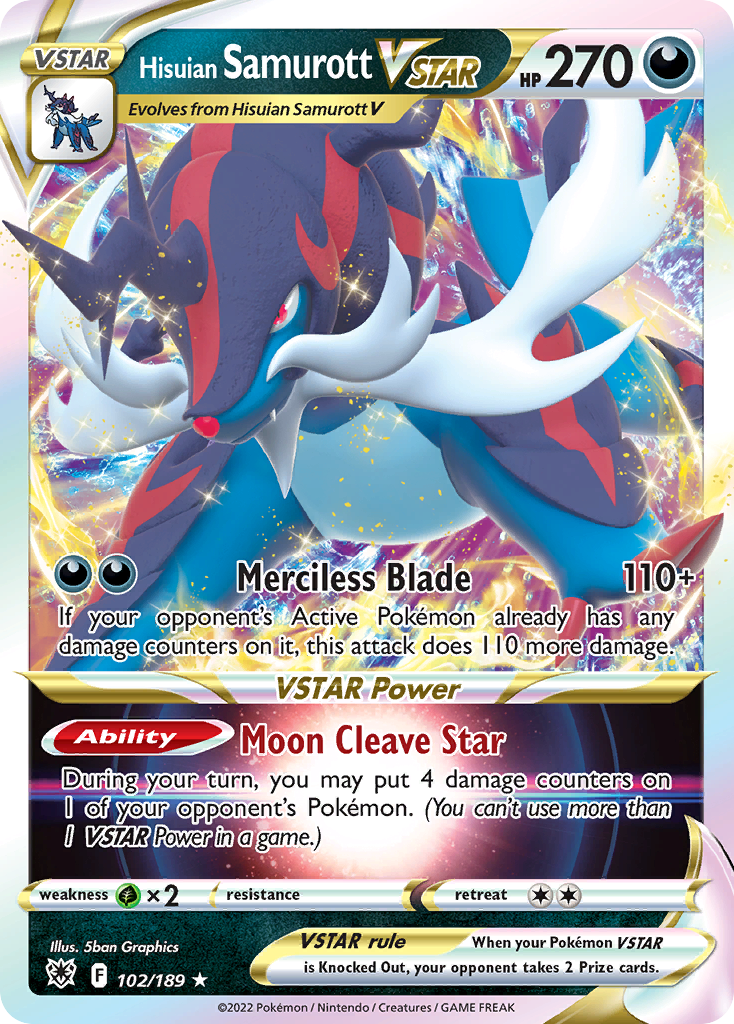 VSTAR
Hisuian Samurott VSTAR
HP 270
Evolves from Hisuian Samurott V
Merciless Blade 110+
If your opponent's Active Pokémon already has any
damage counters on it, this attack does 110 more damage.
VSTAR Power
Ability Moon Cleave Star
During your turn, you may put 4 damage counters on
1 of your opponent's Pokémon. (You can't use more than
1 VSTAR Power in a game.)
weakness ×2 resistance retreat
Illus. 5ban Graphics
VSTAR rule When your Pokémon VSTAR
is Knocked Out, your opponent takes 2 Prize cards.
F 102/189 ★
©2022 Pokémon / Nintendo / Creatures / GAME FREAK